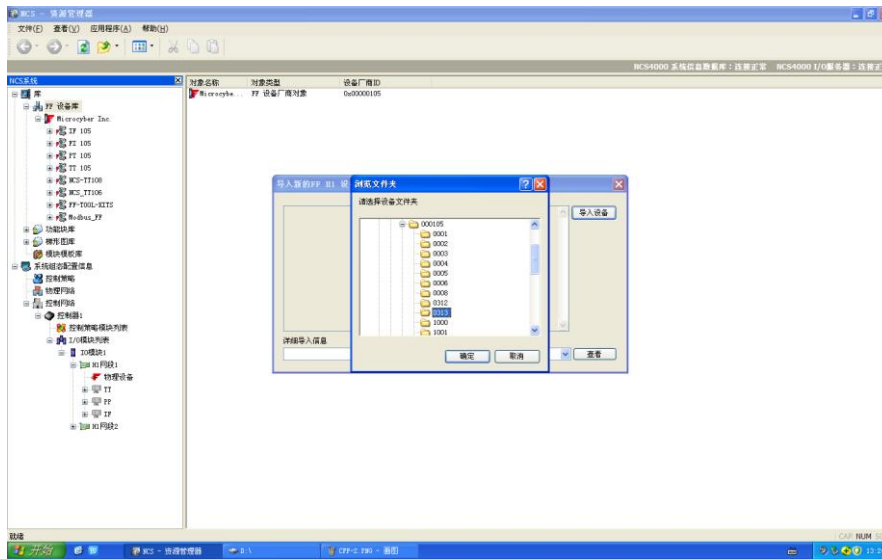 NCS - 资源管理器
文件(F) 查看(V) 应用程序(A) 帮助(H)
NCS4000 系统信息数据库：连接正常 NCS4000 I/O服务器：连接正
NCS系统
对象名称 对象类型 设备厂商ID
Microcybe... FF 设备厂商对象 0x00000105
库
FF 设备库
Microcyber Inc.
IF 105
FI 105
PT 105
TT 105
NCS-TT108
NCS_TT106
FF-TOOL-KITS
Modbus_FF
功能块库
梯形图库
模块模板库
系统组态配置信息
控制策略
物理网络
控制网络
控制器1
控制策略模块列表
I/O模块列表
IO模块1
H1网段1
物理设备
TT
PP
IF
H1网段2
导入新的FF H1 设
导入设备
详细导入信息
查看
浏览文件夹
请选择设备文件夹
000105
0001
0002
0003
0004
0005
0006
0008
0312
0313
1000
1001
确定 取消
就绪
CAP NUM
开始 NCS - 资源管理器 D:\ CFF-2.PNG - 画图